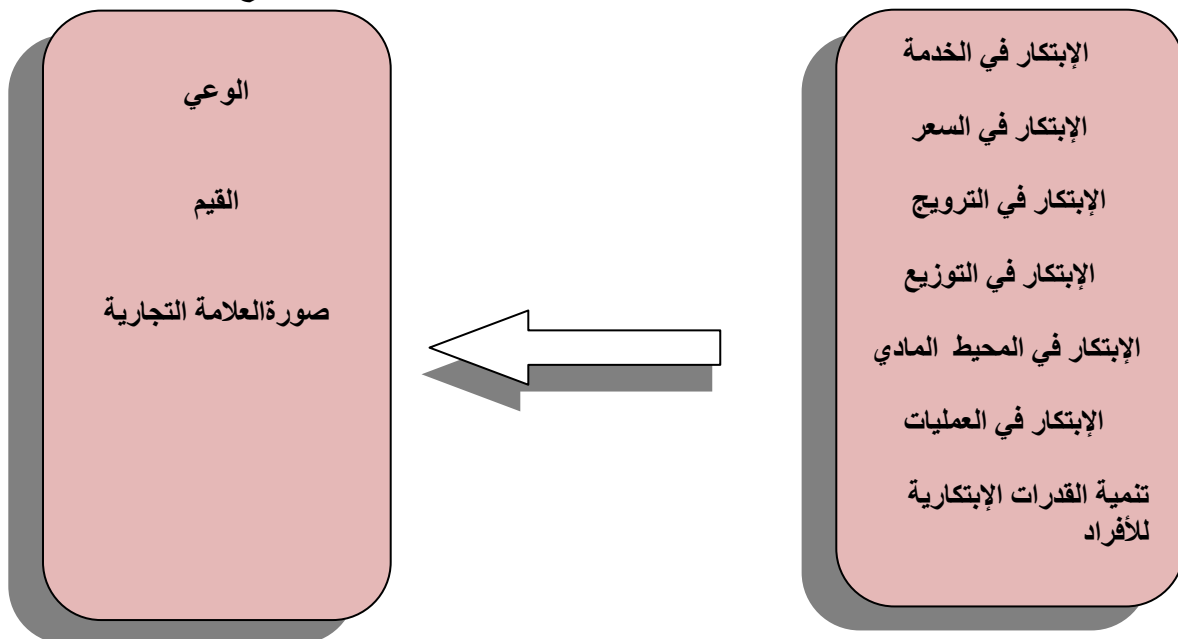 الإبتكار في الخدمة
الإبتكار في السعر
الإبتكار في الترويج
الإبتكار في التوزيع
الإبتكار في المحيط المادي
الإبتكار في العمليات
تنمية القدرات الإبتكارية
للأفراد
الوعي
القيم
صورةالعلامة التجارية